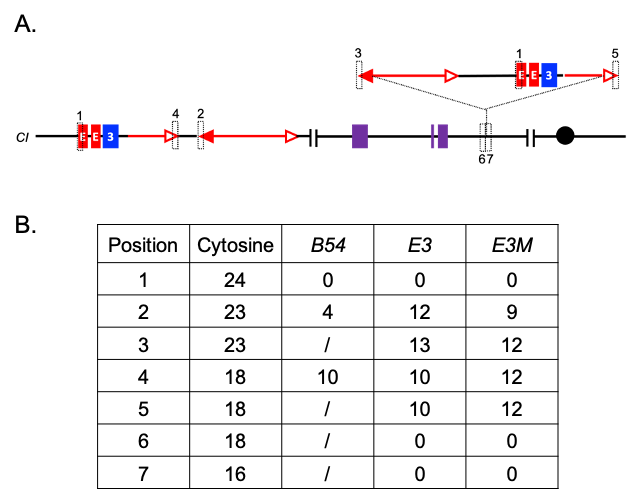 A.
3 1 5
E E 3
1 4 2
CI E E 3
67
B.
Position Cytosine B54 E3 E3M
1 24 0 0 0
2 23 4 12 9
3 23 / 13 12
4 18 10 10 12
5 18 / 10 12
6 18 / 0 0
7 16 / 0 0